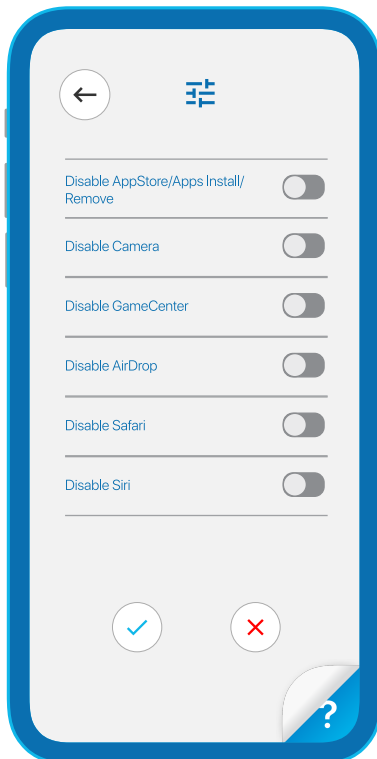 Disable AppStore/Apps Install/
Remove
Disable Camera
Disable GameCenter
Disable AirDrop
Disable Safari
Disable Siri
?